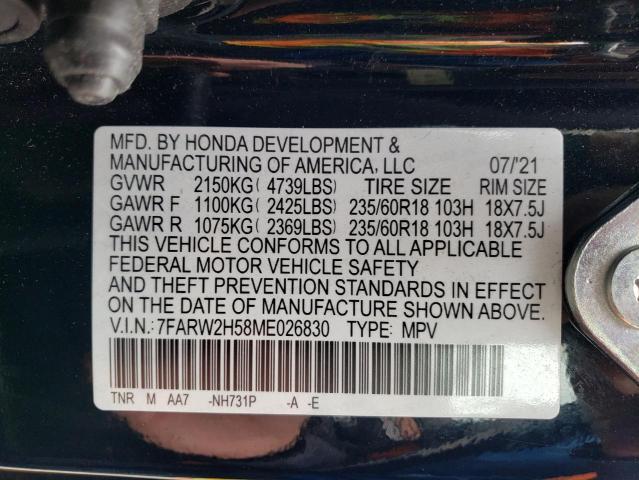 MFD. BY HONDA DEVELOPMENT &
MANUFACTURING OF AMERICA, LLC 07/'21
GVWR 2150KG( 4739LBS) TIRE SIZE RIM SIZE
GAWR F 1100KG( 2425LBS) 235/60R18 103H 18X7.5J
GAWR R 1075KG( 2369LBS) 235/60R18 103H 18X7.5J
THIS VEHICLE CONFORMS TO ALL APPLICABLE
FEDERAL MOTOR VEHICLE SAFETY
AND THEFT PREVENTION STANDARDS IN EFFECT
ON THE DATE OF MANUFACTURE SHOWN ABOVE.
V.I.N.:7FARW2H58ME026830 TYPE: MPV
TNR M AA7 -NH731P -A -E